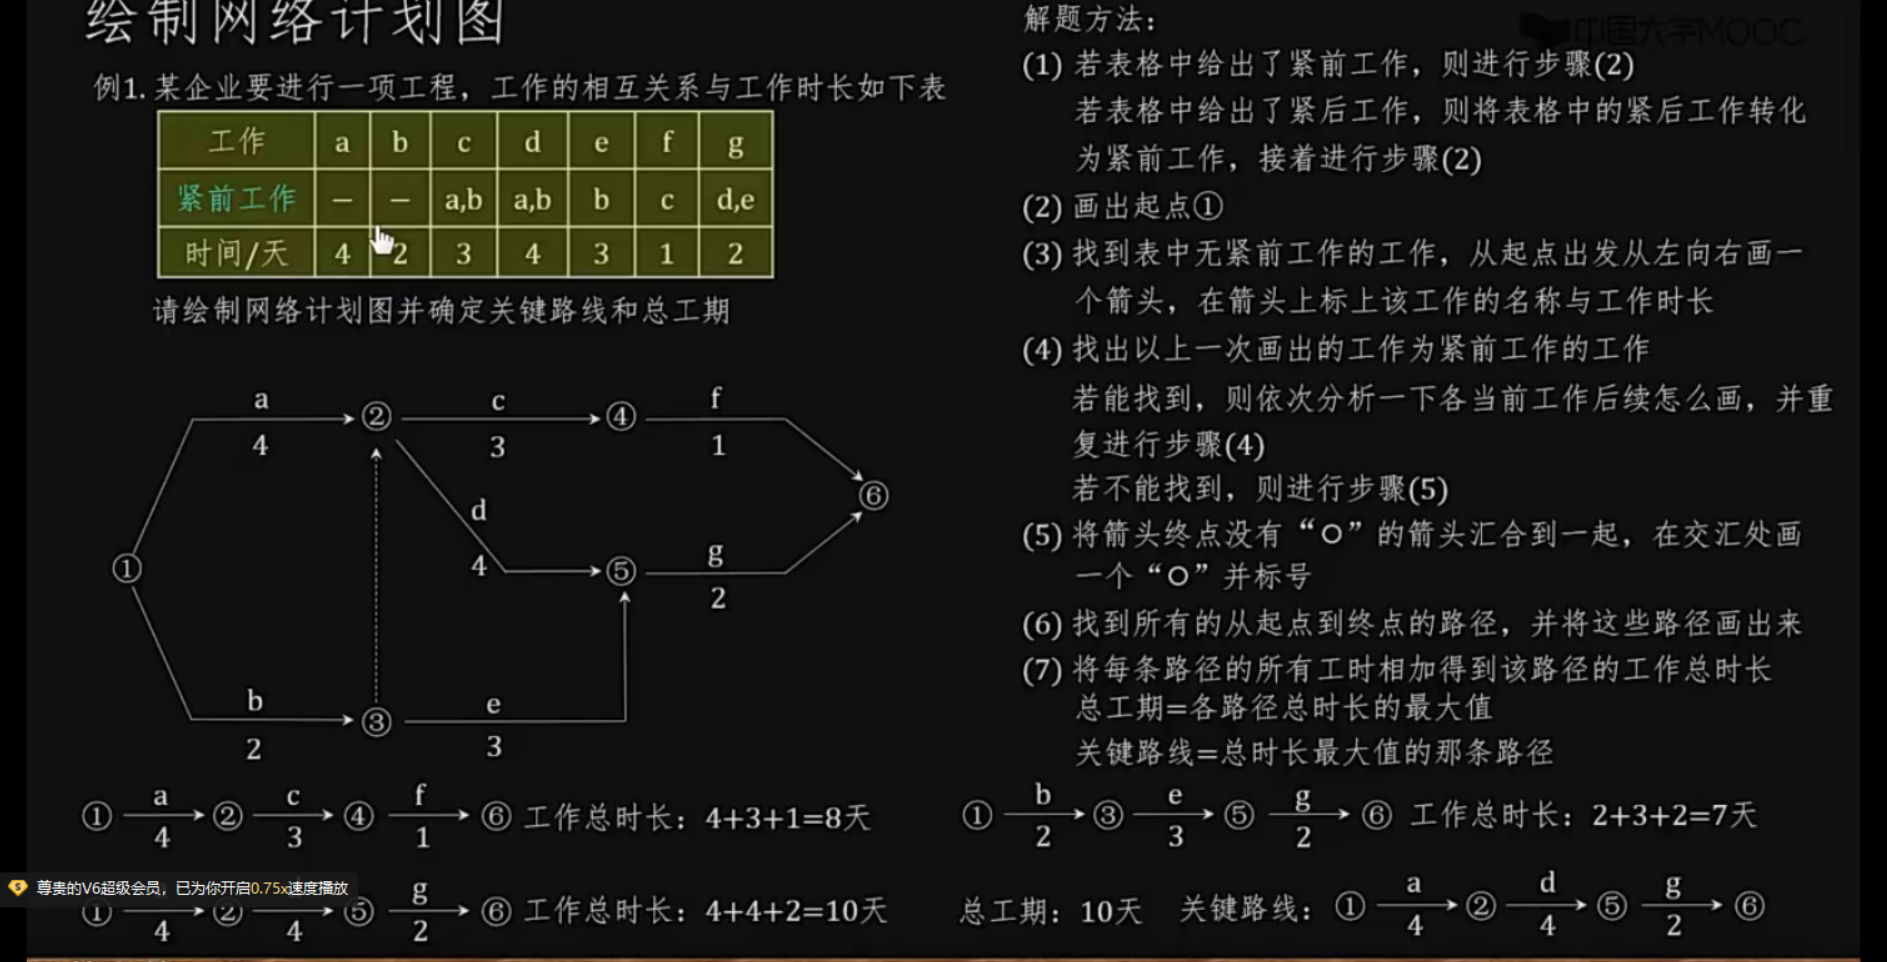 绘制网络计划图
例1. 某企业要进行一项工程，工作的相互关系与工作时长如下表
工作 a b c d e f g
紧前工作 — — a,b a,b b c d,e
时间/天 4 2 3 4 3 1 2
请绘制网络计划图并确定关键路线和总工期
a
4
②
c
3
④
f
1
⑥
d
4
①
⑤
g
2
b
2
③
e
3
① a 4 ② c 3 ④ f 1 ⑥ 工作总时长：4+3+1=8天
尊贵的V6超级会员，已为你开启0.75x速度播放
① 4 ② 4 ⑤ g 2 ⑥ 工作总时长：4+4+2=10天
解题方法：
中国大学MOOC
(1) 若表格中给出了紧前工作，则进行步骤(2)
若表格中给出了紧后工作，则将表格中的紧后工作转化
为紧前工作，接着进行步骤(2)
(2) 画出起点①
(3) 找到表中无紧前工作的工作，从起点出发从左向右画一
个箭头，在箭头上标上该工作的名称与工作时长
(4) 找出以上一次画出的工作为紧前工作的工作
若能找到，则依次分析一下各当前工作后续怎么画，并重
复进行步骤(4)
若不能找到，则进行步骤(5)
(5) 将箭头终点没有“○”的箭头汇合到一起，在交汇处画
一个“○”并标号
(6) 找到所有的从起点到终点的路径，并将这些路径画出来
(7) 将每条路径的所有工时相加得到该路径的工作总时长
总工期=各路径总时长的最大值
关键路线=总时长最大值的那条路径
① b 2 ③ e 3 ⑤ g 2 ⑥ 工作总时长：2+3+2=7天
总工期：10天 关键路线：① a 4 ② d 4 ⑤ g 2 ⑥